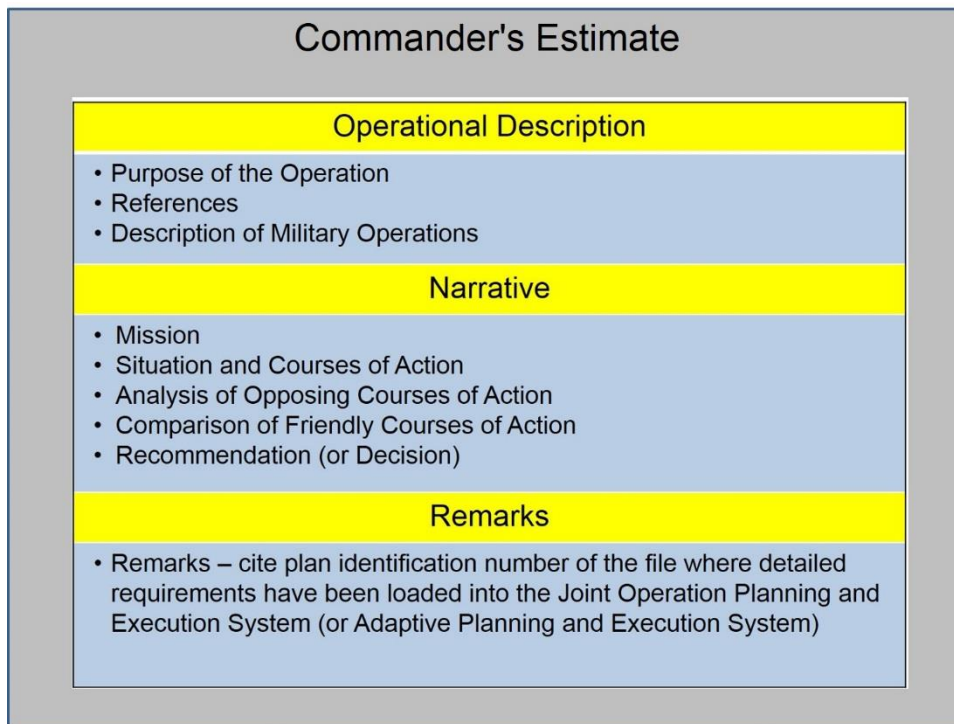 Commander's Estimate
Operational Description
• Purpose of the Operation
• References
• Description of Military Operations
Narrative
• Mission
• Situation and Courses of Action
• Analysis of Opposing Courses of Action
• Comparison of Friendly Courses of Action
• Recommendation (or Decision)
Remarks
• Remarks – cite plan identification number of the file where detailed
requirements have been loaded into the Joint Operation Planning and
Execution System (or Adaptive Planning and Execution System)